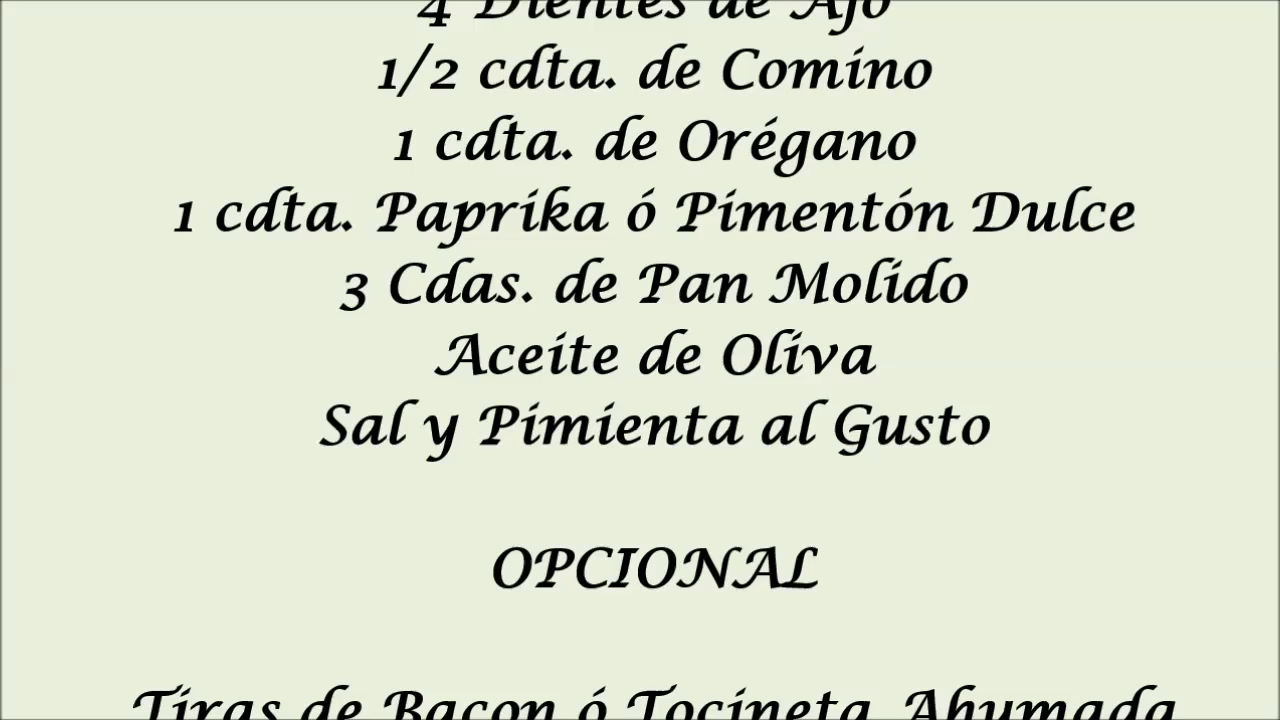 4 Dientes de Ajo
1/2 cdta. de Comino
1 cdta. de Orégano
1 cdta. Paprika ó Pimentón Dulce
3 Cdas. de Pan Molido
Aceite de Oliva
Sal y Pimienta al Gusto
OPCIONAL
Tiras de Bacon ó Tocineta Ahumada